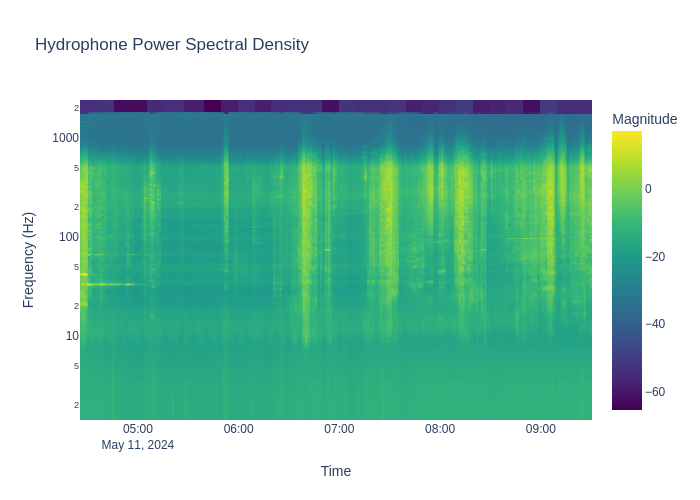 Hydrophone Power Spectral Density
Magnitude
0
−20
−40
−60
Frequency (Hz)
2
1000
5
2
100
5
2
10
5
2
05:00 06:00 07:00 08:00 09:00
May 11, 2024
Time